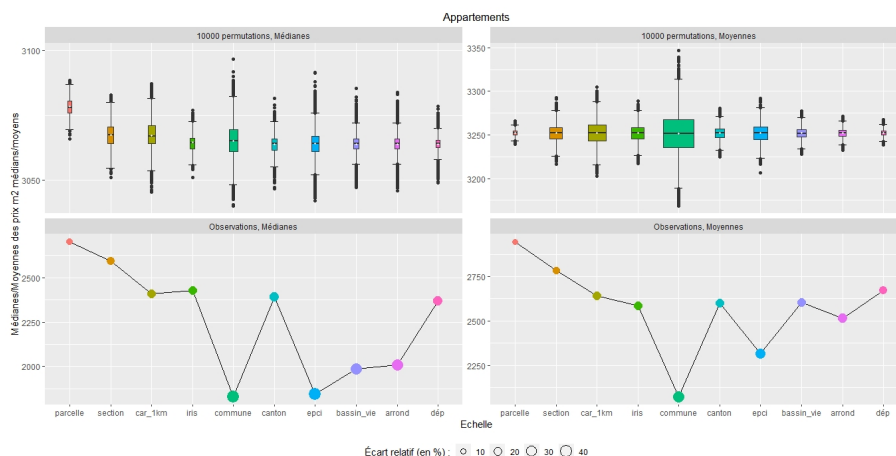 Appartements
10000 permutations, Médianes
10000 permutations, Moyennes
3100
3050
3350
3300
3250
3200
Médianes/Moyennes des prix m2 médians/moyens
Observations, Médianes
Observations, Moyennes
2500
2250
2000
2750
2500
2250
parcelle section car_1km iris commune canton epci bassin_vie arrond dép
parcelle section car_1km iris commune canton epci bassin_vie arrond dép
Echelle
Écart relatif (en %) : 10 20 30 40